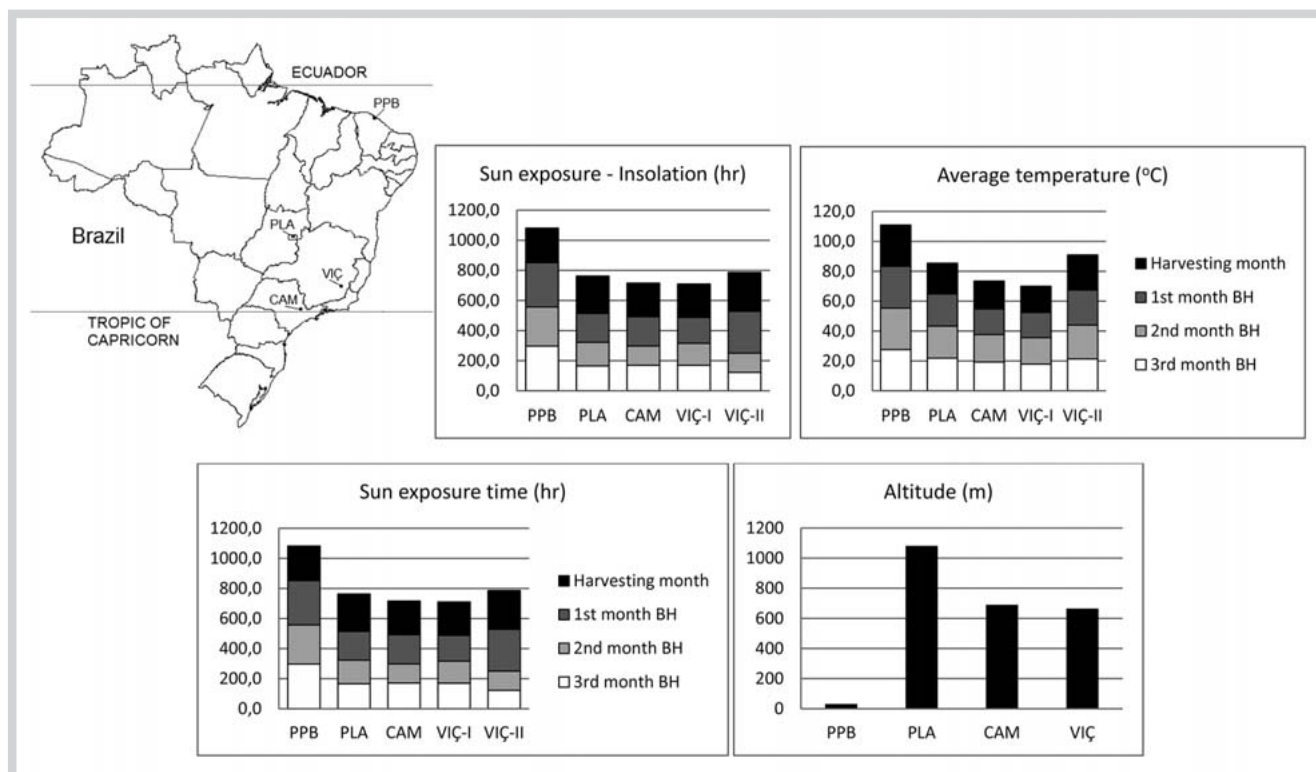 ECUADOR
PPB
PLA
Brazil
VIÇ
CAM
TROPIC OF
CAPRICORN
Sun exposure - Insolation (hr)
1200,0
1000,0
800,0
600,0
400,0
200,0
0,0
PPB PLA CAM VIÇ-I VIÇ-II
Average temperature (ºC)
120,0
100,0
80,0
60,0
40,0
20,0
0,0
PPB PLA CAM VIÇ-I VIÇ-II
Harvesting month
1st month BH
2nd month BH
3rd month BH
Sun exposure time (hr)
1200,0
1000,0
800,0
600,0
400,0
200,0
0,0
PPB PLA CAM VIÇ-I VIÇ-II
Harvesting month
1st month BH
2nd month BH
3rd month BH
Altitude (m)
1200
1000
800
600
400
200
0
PPB PLA CAM VIÇ